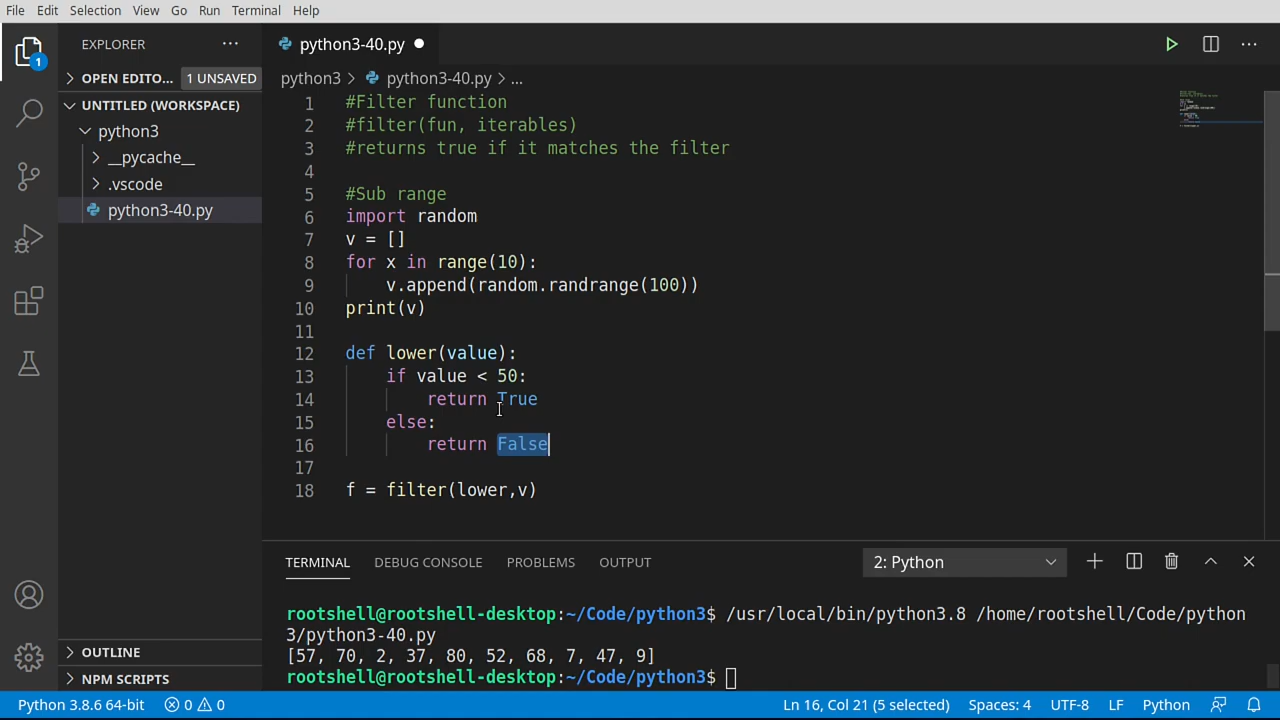 File Edit Selection View Go Run Terminal Help
EXPLORER
OPEN EDITO... 1 UNSAVED
UNTITLED (WORKSPACE)
python3
__pycache__
.vscode
python3-40.py
OUTLINE
NPM SCRIPTS
1
python3-40.py
python3 > python3-40.py > ...
1 #Filter function
2 #filter(fun, iterables)
3 #returns true if it matches the filter
4
5 #Sub range
6 import random
7 v = []
8 for x in range(10):
9 v.append(random.randrange(100))
10 print(v)
11
12 def lower(value):
13 if value < 50:
14 return True
15 else:
16 return False
17
18 f = filter(lower,v)
TERMINAL DEBUG CONSOLE PROBLEMS OUTPUT 2: Python
rootshell@rootshell-desktop:~/Code/python3$ /usr/local/bin/python3.8 /home/rootshell/Code/python
3/python3-40.py
[57, 70, 2, 37, 80, 52, 68, 7, 47, 9]
rootshell@rootshell-desktop:~/Code/python3$
Python 3.8.6 64-bit 0 0 Ln 16, Col 21 (5 selected) Spaces: 4 UTF-8 LF Python